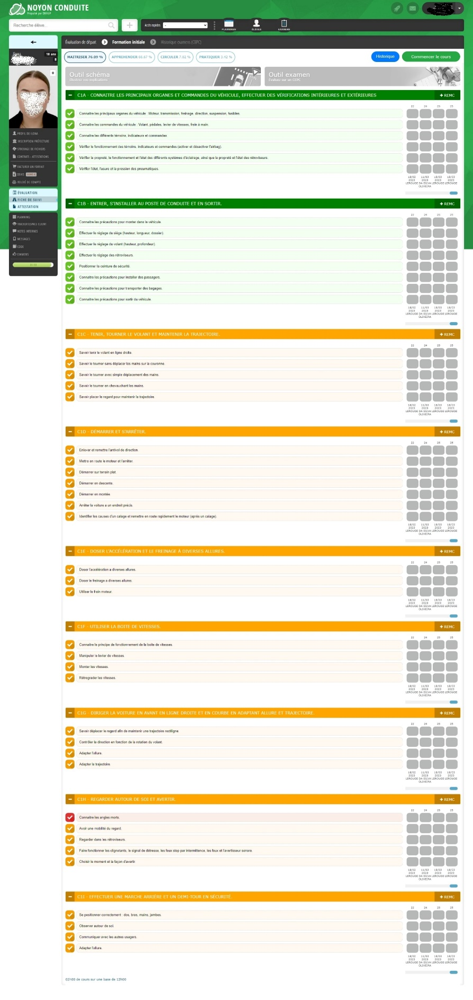 NOYON CONDUITE
Propulsé par DRIVUP
Recherche élève...
Accès rapides
-
PLANNINGS
ÉLÈVES
EXAMENS
Ilona
18 ans
B
Évaluation de départ
Formation initiale
Historique examens (CEPC)
MAITRISER 76.09 %
APPREHENDER 66.67 %
CIRCULER 7.02 %
PRATIQUER 3.42 %
Historique
Commencer le cours
Outil schéma
Illustrez vos explications
Outil examen
Évaluez sur un CEPC
PROFIL DE ILONA
INSCRIPTION PRÉFECTURE
STOCKAGE DE FICHIERS
CONTRATS - ATTESTATIONS
FACTURER UN FORFAIT
DEVIS
RELEVÉ DE COMPTE
ÉVALUATION
FICHE DE SUIVI
ATTESTATION
PLANNING
TRACKER ESPACE CLIENT
NOTES INTERNES
MESSAGES
CODE
EXAMENS
C1A - CONNAITRE LES PRINCIPAUX ORGANES ET COMMANDES DU VÉHICULE, EFFECTUER DES VÉRIFICATIONS INTÉRIEURES ET EXTÉRIEURES
+ REMC
22 24 25 25
Connaitre les principaux organes du véhicule : Moteur, transmission, freinage, direction, suspension, fusibles.
Connaitre les commandes du véhicule : Volant, pédales, levier de vitesses, frein à main.
Connaitre les différents témoins, indicateurs et commandes.
Vérifier le fonctionnement des témoins, indicateurs et commandes (activer et désactiver l'airbag).
Vérifier la propreté, le fonctionnement et l'état des différents systèmes d'éclairage, ainsi que la propreté et l'état des rétroviseurs.
Vérifier l'état, l'usure et la pression des pneumatiques.
18/02 11/03 18/03 18/03
2023 2023 2023 2023
LEROUGE DA SILVA LEROUGE LEROUGE
OLIVEIRA
C1B - ENTRER, S'INSTALLER AU POSTE DE CONDUITE ET EN SORTIR.
+ REMC
22 24 25 25
Connaitre les précautions pour monter dans le véhicule.
Effectuer le réglage du siège (hauteur, longueur, dossier).
Effectuer le réglage du volant (hauteur, profondeur).
Effectuer le réglage des rétroviseurs.
Positionner la ceinture de sécurité.
Connaitre les précautions pour installer des passagers.
Connaitre les précautions pour transporter des bagages.
Connaitre les précautions pour sortir du véhicule.
18/02 11/03 18/03 18/03
2023 2023 2023 2023
LEROUGE DA SILVA LEROUGE LEROUGE
OLIVEIRA
C1C - TENIR, TOURNER LE VOLANT ET MAINTENIR LA TRAJECTOIRE.
+ REMC
22 24 25 25
Savoir tenir le volant en ligne droite.
Savoir le tourner sans déplacer les mains sur la couronne.
Savoir le tourner avec simple déplacement des mains.
Savoir le tourner en chevauchant les mains.
Savoir placer le regard pour maintenir la trajectoire.
18/02 11/03 18/03 18/03
2023 2023 2023 2023
LEROUGE DA SILVA LEROUGE LEROUGE
OLIVEIRA
C1D - DÉMARRER ET S'ARRÊTER.
+ REMC
22 24 25 25
Enlever et remettre l'antivol de direction.
Mettre en route le moteur et l'arrêter.
Démarrer sur terrain plat.
Démarrer en descente.
Démarrer en montée.
Arrêter la voiture a un endroit précis.
Identifier les causes d'un calage et remettre en route rapidement le moteur (après un calage).
18/02 11/03 18/03 18/03
2023 2023 2023 2023
LEROUGE DA SILVA LEROUGE LEROUGE
OLIVEIRA
C1E - DOSER L'ACCÉLÉRATION ET LE FREINAGE À DIVERSES ALLURES.
+ REMC
22 24 25 25
Doser l'accélération a diverses allures.
Doser le freinage a diverses allures.
Utiliser le frein moteur.
18/02 11/03 18/03 18/03
2023 2023 2023 2023
LEROUGE DA SILVA LEROUGE LEROUGE
OLIVEIRA
C1F - UTILISER LA BOITE DE VITESSES.
+ REMC
22 24 25 25
Connaitre le principe de fonctionnement de la boite de vitesses.
Manipuler le levier de vitesses.
Monter les vitesses.
Rétrograder les vitesses.
18/02 11/03 18/03 18/03
2023 2023 2023 2023
LEROUGE DA SILVA LEROUGE LEROUGE
OLIVEIRA
C1G - DIRIGER LA VOITURE EN AVANT EN LIGNE DROITE ET EN COURBE EN ADAPTANT ALLURE ET TRAJECTOIRE.
+ REMC
22 24 25 25
Savoir déplacer le regard afin de maintenir une trajectoire rectiligne.
Contrôler la direction en fonction de la rotation du volant.
Adapter l'allure.
Adapter la trajectoire.
18/02 11/03 18/03 18/03
2023 2023 2023 2023
LEROUGE DA SILVA LEROUGE LEROUGE
OLIVEIRA
C1H - REGARDER AUTOUR DE SOI ET AVERTIR.
+ REMC
22 24 25 25
Connaitre les angles morts.
Avoir une mobilité du regard.
Regarder dans les rétroviseurs.
Faire fonctionner les clignotants, le signal de détresse, les feux stop par intermittence, les feux et l'avertisseur sonore.
Choisir le moment et la façon d'avertir.
18/02 11/03 18/03 18/03
2023 2023 2023 2023
LEROUGE DA SILVA LEROUGE LEROUGE
OLIVEIRA
C1I - EFFECTUER UNE MARCHE ARRIÈRE ET UN DEMI-TOUR EN SÉCURITÉ.
+ REMC
22 24 25 25
Se positionner correctement : dos, bras, mains, jambes.
Observer autour de soi.
Communiquer avec les autres usagers.
Adapter l'allure.
18/02 11/03 18/03 18/03
2023 2023 2023 2023
LEROUGE DA SILVA LEROUGE LEROUGE
OLIVEIRA
02h00 de cours sur une base de 12h00